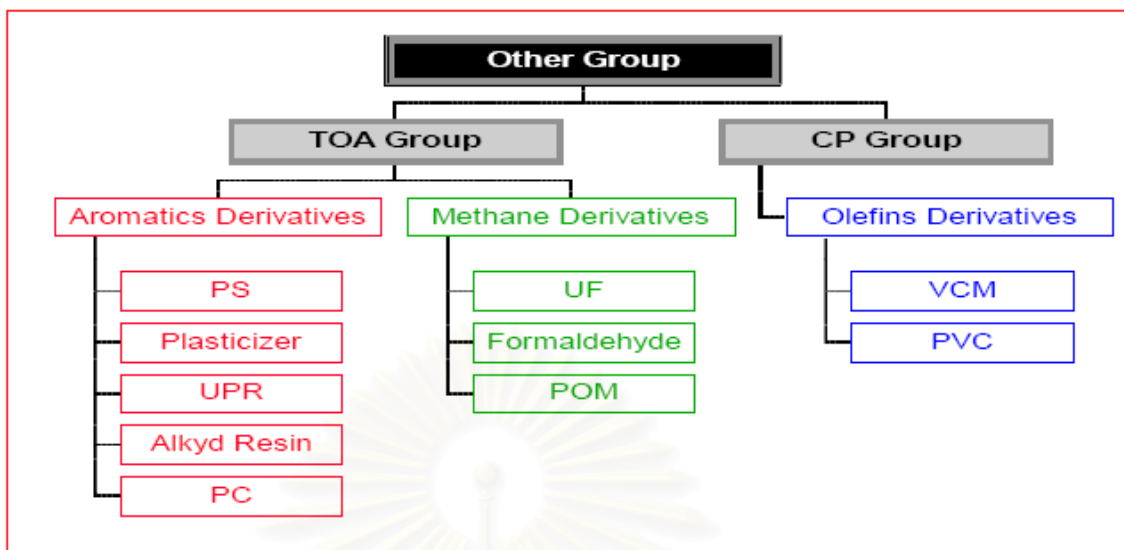 Other Group
TOA Group
CP Group
Aromatics Derivatives
Methane Derivatives
Olefins Derivatives
PS
UF
VCM
Plasticizer
Formaldehyde
PVC
UPR
POM
Alkyd Resin
PC